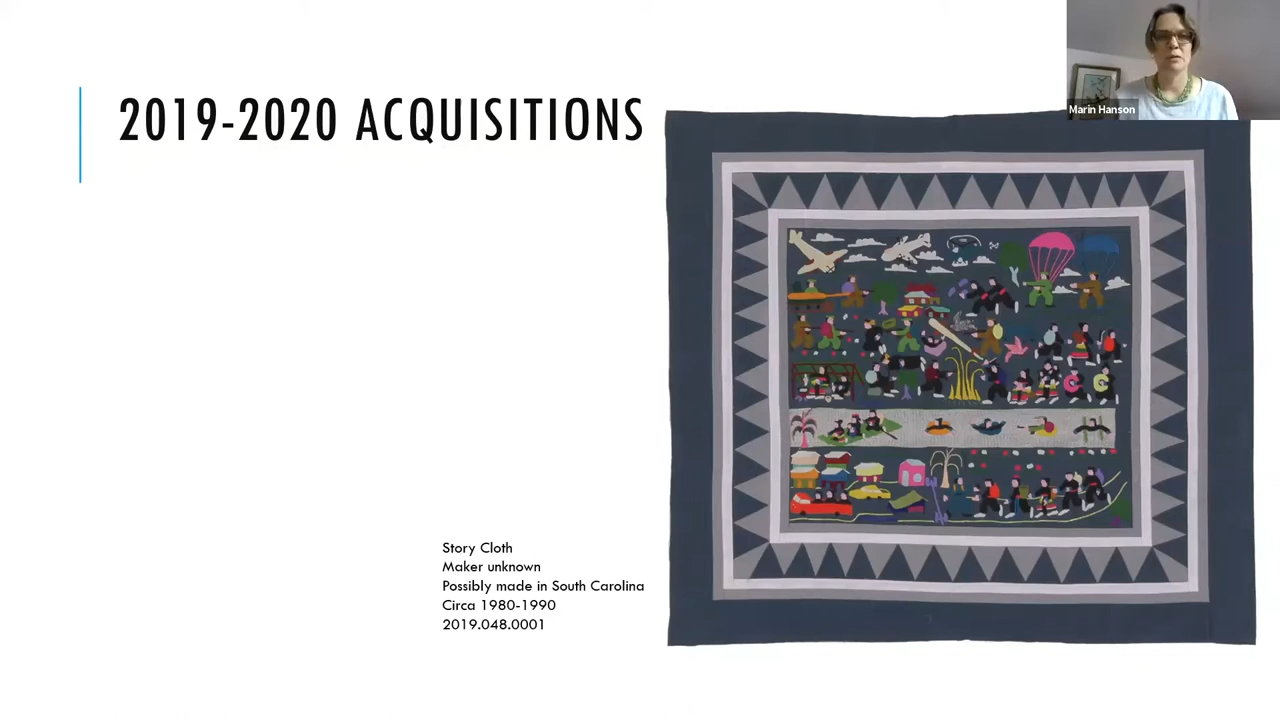 2019-2020 ACQUISITIONS
Marin Hanson
Story Cloth
Maker unknown
Possibly made in South Carolina
Circa 1980-1990
2019.048.0001